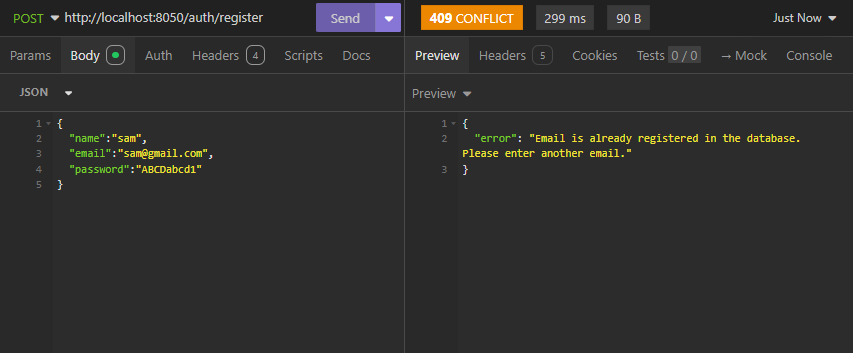 POST http://localhost:8050/auth/register Send
409 CONFLICT 299 ms 90 B Just Now
Params Body Auth Headers 4 Scripts Docs
Preview Headers 5 Cookies Tests 0 / 0 → Mock Console
JSON
Preview
1 {
2 "name":"sam",
3 "email":"sam@gmail.com",
4 "password":"ABCDabcd1"
5 }
1 {
2 "error": "Email is already registered in the database.
Please enter another email."
3 }